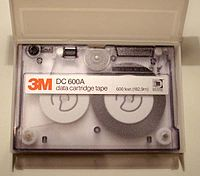 3M
DC 600A
data cartridge tape
600 feet (182,9m)